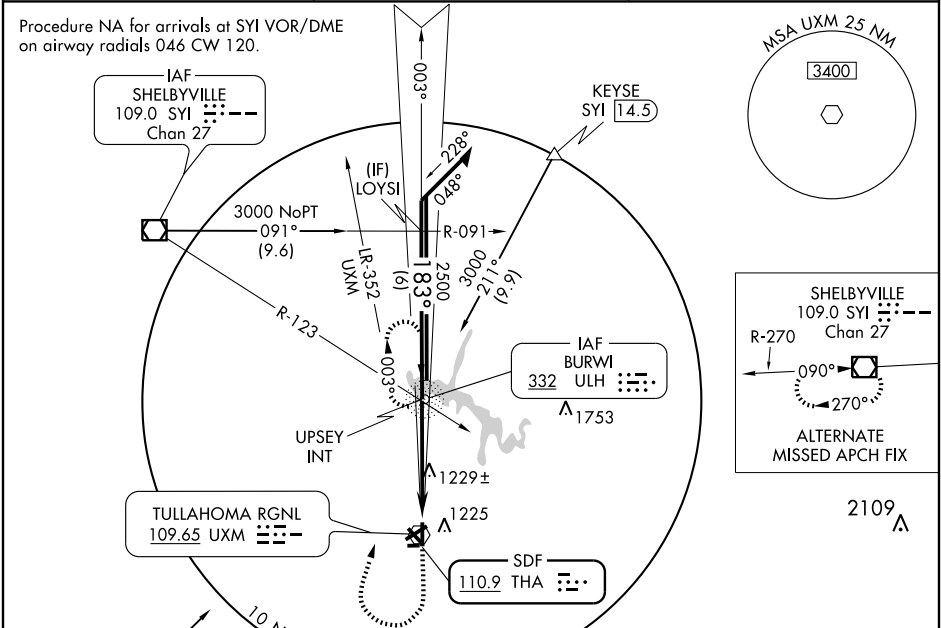 Procedure NA for arrivals at SYI VOR/DME
on airway radials 046 CW 120.
IAF
SHELBYVILLE
109.0 SYI
Chan 27
003°
KEYSE
SYI 14.5
MSA UXM 25 NM
3400
(IF)
LOYSI
228°
048°
3000 NoPT
091°
(9.6)
R-091
LR-352
UXM
183°
(6)
2500
3000
211°
(9.9)
R-123
003°
IAF
BURWI
332 ULH
1753
UPSEY
INT
1229±
1225
TULLAHOMA RGNL
109.65 UXM
SDF
110.9 THA
10 N
SHELBYVILLE
109.0 SYI
Chan 27
R-270
090°
270°
ALTERNATE
MISSED APCH FIX
2109